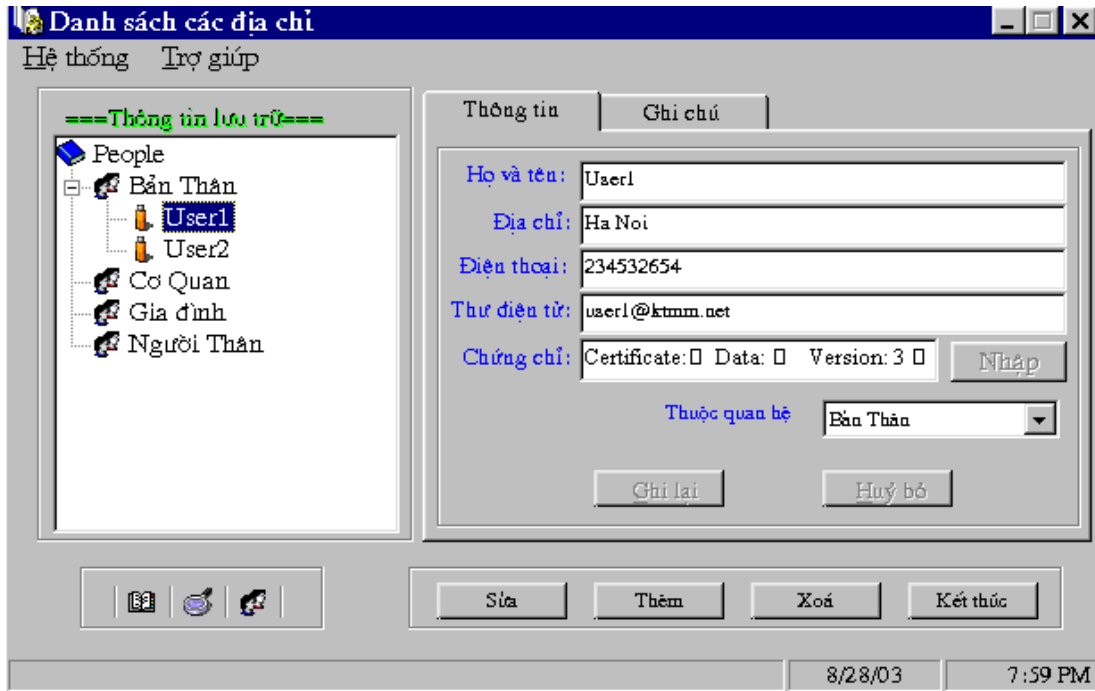 Danh sách các địa chỉ
Hệ thống Trợ giúp
===Thông tin lưu trữ===
People
Bản Thân
User1
User2
Cơ Quan
Gia đình
Người Thân
Thông tin Ghi chú
Họ và tên: User1
Địa chỉ: Ha Noi
Điện thoại: 234532654
Thư điện tử: user1@ktmm.net
Chứng chỉ: Certificate:▯ Data: ▯ Version: 3 ▯ Nhập
Thuộc quan hệ Bản Thân
Ghi lại Huỷ bỏ
Sửa Thêm Xoá Kết thúc
8/28/03 7:59 PM